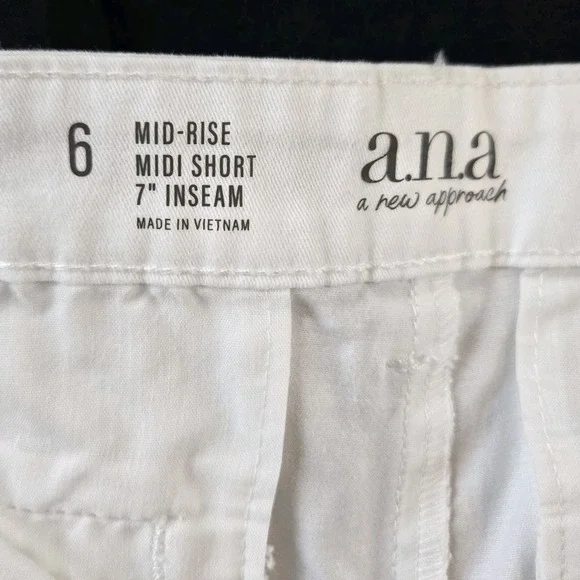 6
MID-RISE
MIDI SHORT
7" INSEAM
MADE IN VIETNAM
a.n.a
a new approach